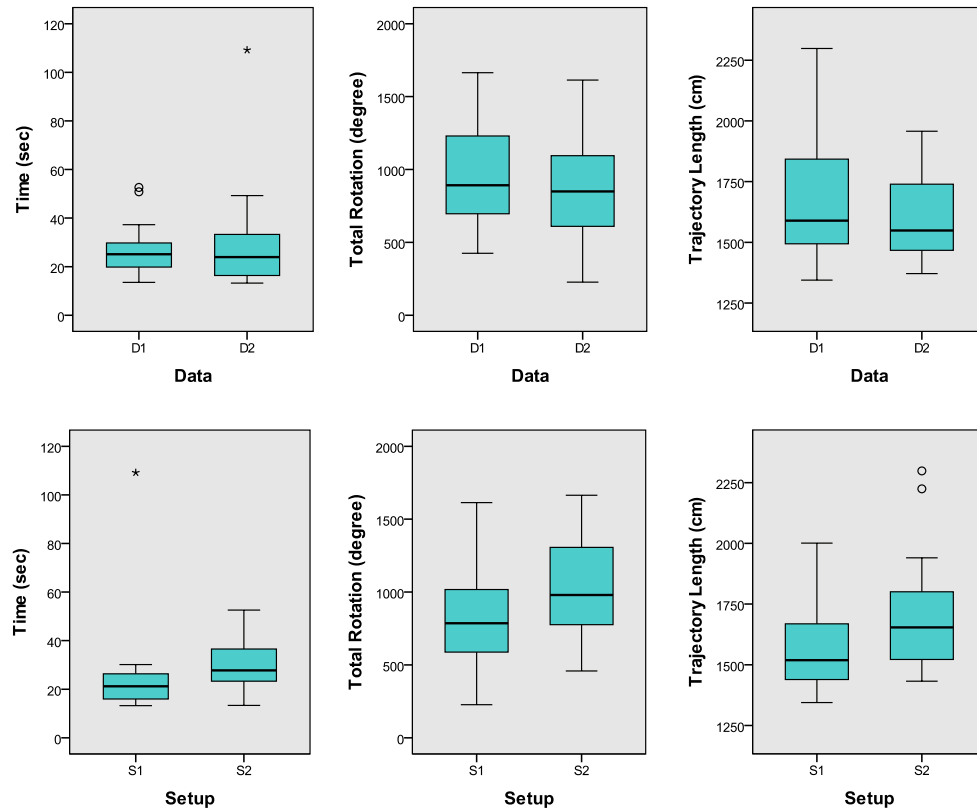 Time (sec)
120
100
80
60
40
20
0
*
D1
D2
Data
Total Rotation (degree)
2000
1500
1000
500
0
D1
D2
Data
Trajectory Length (cm)
2250
2000
1750
1500
1250
D1
D2
Data
Time (sec)
120
100
80
60
40
20
0
*
S1
S2
Setup
Total Rotation (degree)
2000
1500
1000
500
0
S1
S2
Setup
Trajectory Length (cm)
2250
2000
1750
1500
1250
S1
S2
Setup